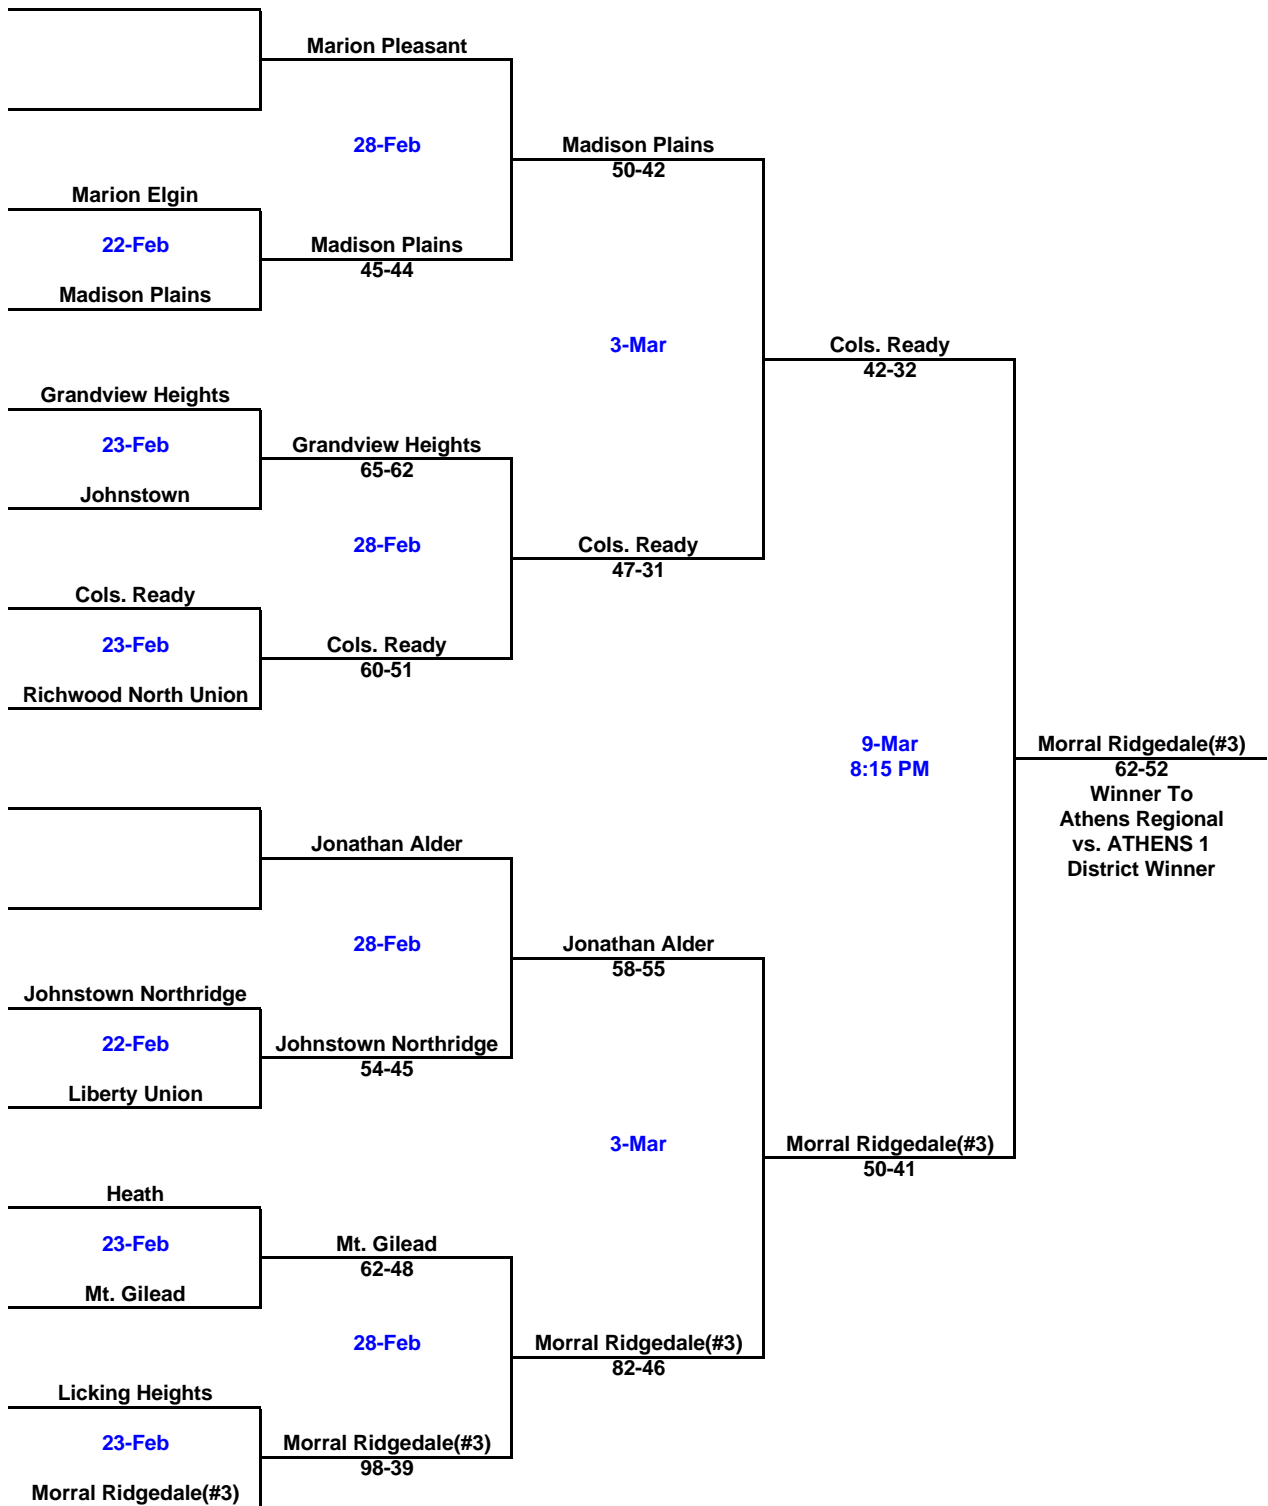 Marion Pleasant
28-Feb
Madison Plains
50-42
Marion Elgin
22-Feb
Madison Plains
45-44
Madison Plains
3-Mar
Cols. Ready
42-32
Grandview Heights
23-Feb
Grandview Heights
65-62
Johnstown
28-Feb
Cols. Ready
47-31
Cols. Ready
23-Feb
Cols. Ready
60-51
Richwood North Union
9-Mar
8:15 PM
Morral Ridgedale(#3)
62-52
Winner To
Athens Regional
vs. ATHENS 1
District Winner
Jonathan Alder
28-Feb
Jonathan Alder
58-55
Johnstown Northridge
22-Feb
Johnstown Northridge
54-45
Liberty Union
3-Mar
Morral Ridgedale(#3)
50-41
Heath
23-Feb
Mt. Gilead
62-48
Mt. Gilead
28-Feb
Morral Ridgedale(#3)
82-46
Licking Heights
23-Feb
Morral Ridgedale(#3)
98-39
Morral Ridgedale(#3)